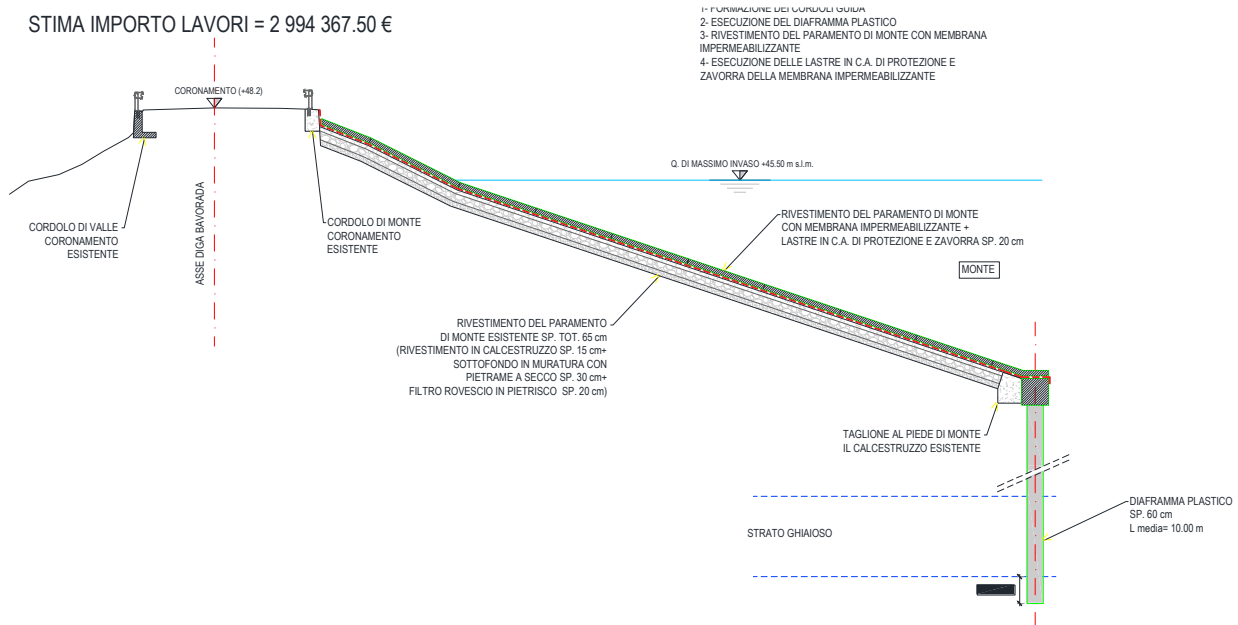 STIMA IMPORTO LAVORI = 2 994 367.50 €
1- FORMAZIONE DEI CORDOLI GUIDA
2- ESECUZIONE DEL DIAFRAMMA PLASTICO
3- RIVESTIMENTO DEL PARAMENTO DI MONTE CON MEMBRANA
IMPERMEABILIZZANTE
4- ESECUZIONE DELLE LASTRE IN C.A. DI PROTEZIONE E
ZAVORRA DELLA MEMBRANA IMPERMEABILIZZANTE
CORONAMENTO (+48.2)
Q. DI MASSIMO INVASO +45.50 m s.l.m.
CORDOLO DI VALLE
CORONAMENTO
ESISTENTE
ASSE DIGA BAVORADA
CORDOLO DI MONTE
CORONAMENTO
ESISTENTE
RIVESTIMENTO DEL PARAMENTO DI MONTE
CON MEMBRANA IMPERMEABILIZZANTE +
LASTRE IN C.A. DI PROTEZIONE E ZAVORRA SP. 20 cm
MONTE
RIVESTIMENTO DEL PARAMENTO
DI MONTE ESISTENTE SP. TOT. 65 cm
(RIVESTIMENTO IN CALCESTRUZZO SP. 15 cm+
SOTTOFONDO IN MURATURA CON
PIETRAME A SECCO SP. 30 cm+
FILTRO ROVESCIO IN PIETRISCO SP. 20 cm)
TAGLIONE AL PIEDE DI MONTE
IL CALCESTRUZZO ESISTENTE
STRATO GHIAIOSO
DIAFRAMMA PLASTICO
SP. 60 cm
L media= 10.00 m